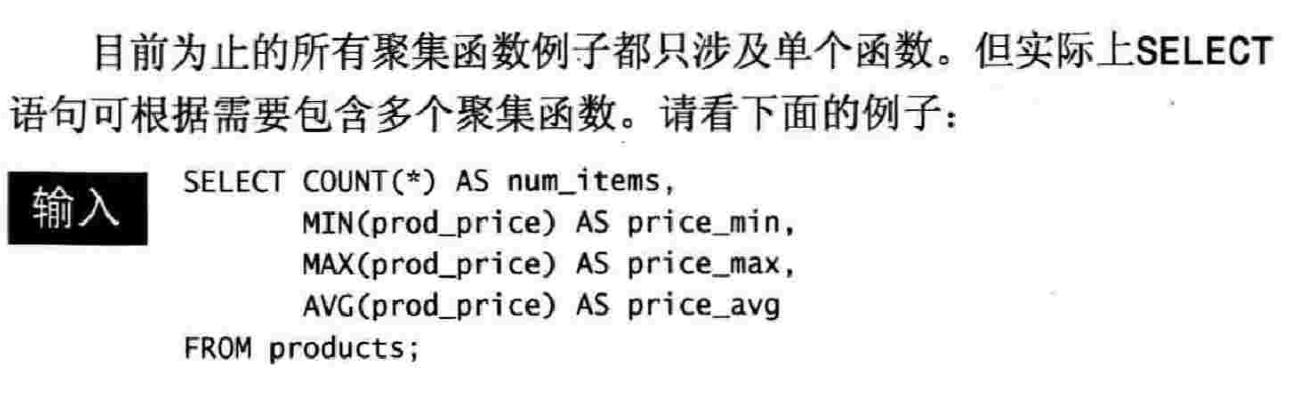 目前为止的所有聚集函数例子都只涉及单个函数。但实际上SELECT
语句可根据需要包含多个聚集函数。请看下面的例子：
输入
SELECT COUNT(*) AS num_items,
MIN(prod_price) AS price_min,
MAX(prod_price) AS price_max,
AVG(prod_price) AS price_avg
FROM products;